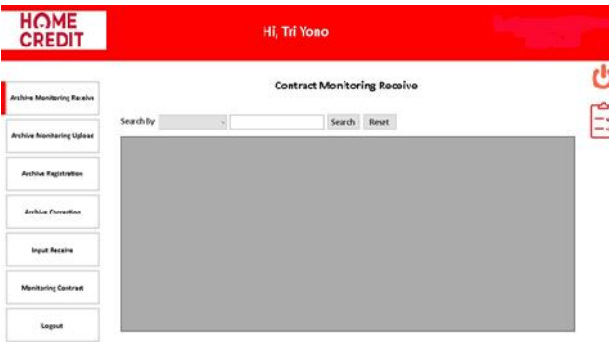 HOME
CREDIT
Hi, Tri Yono
Contract Monitoring Receive
Archive Monitoring Receive
Search By
Search
Reset
Archive Monitoring Upload
Archive Registration
Archive Correction
Input Receive
Monitoring Contract
Logout